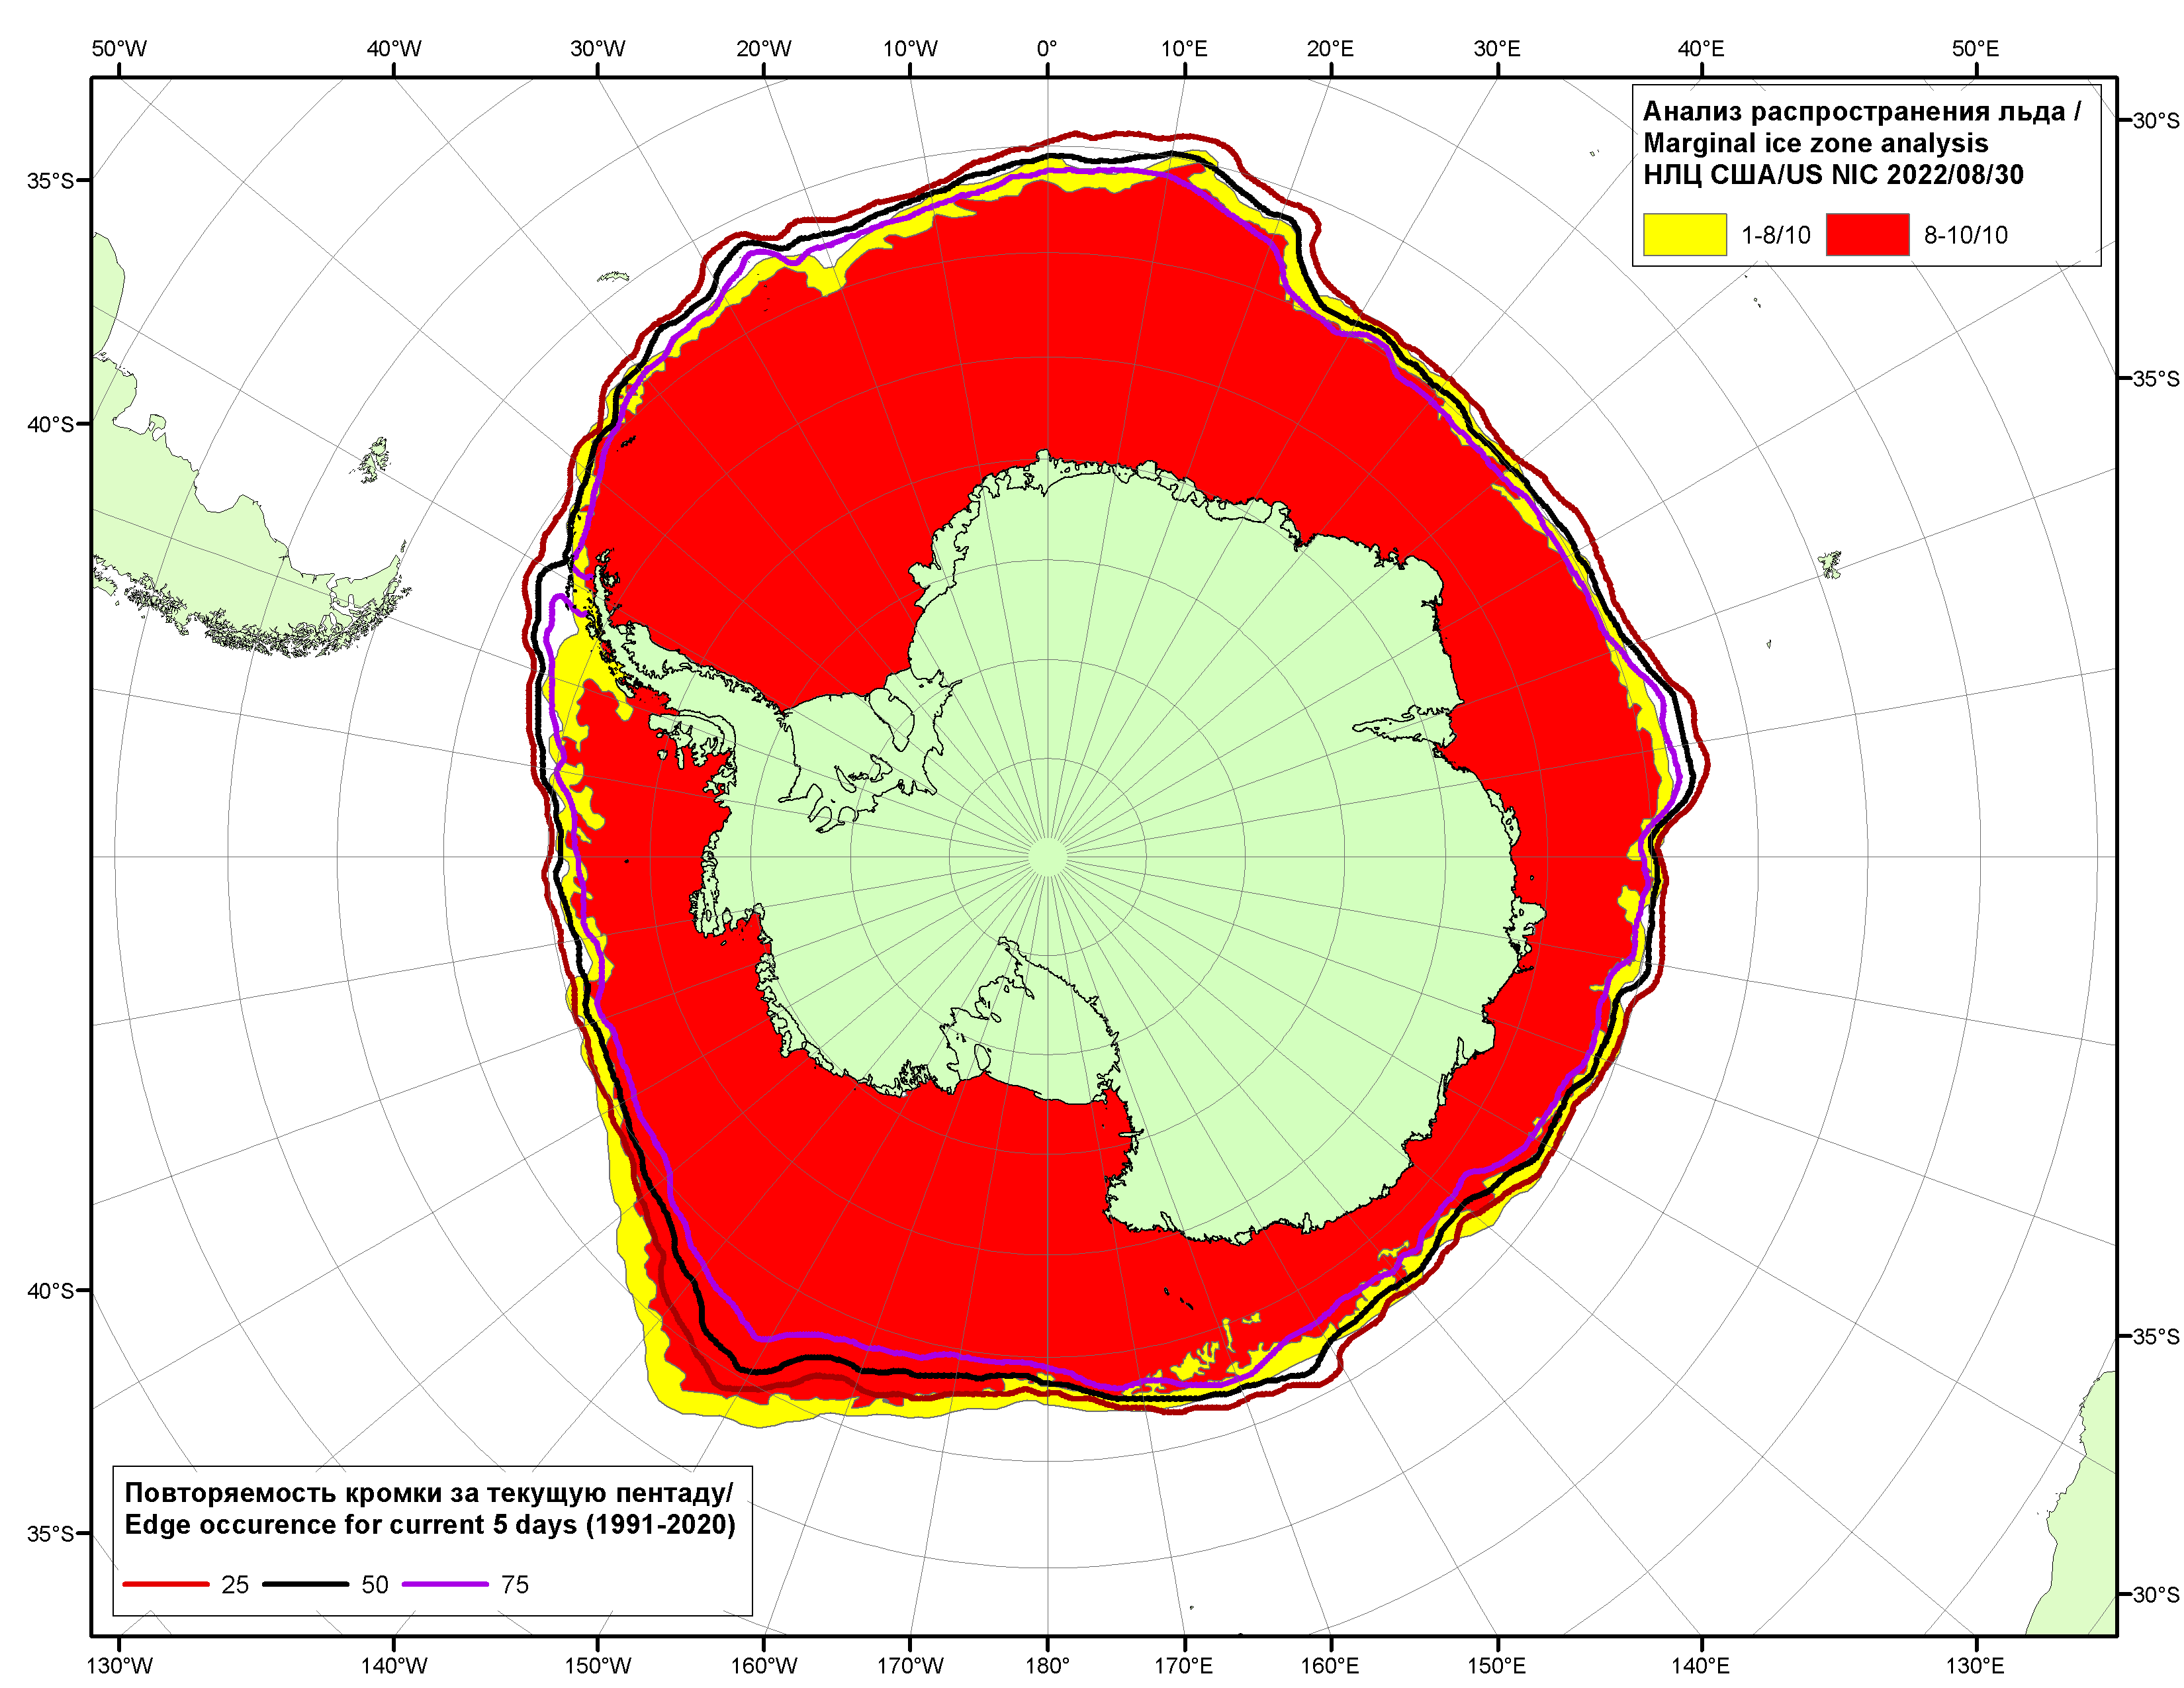 50°W 40°W 30°W 20°W 10°W 0° 10°E 20°E 30°E 40°E 50°E
Анализ распространения льда /
Marginal ice zone analysis
НЛЦ США/US NIC 2022/08/30
1-8/10 8-10/10
30°S
35°S
35°S
40°S
40°S
35°S
35°S
30°S
Повторяемость кромки за текущую пентаду/
Edge occurence for current 5 days (1991-2020)
25 50 75
130°W 140°W 150°W 160°W 170°W 180° 170°E 160°E 150°E 140°E 130°E